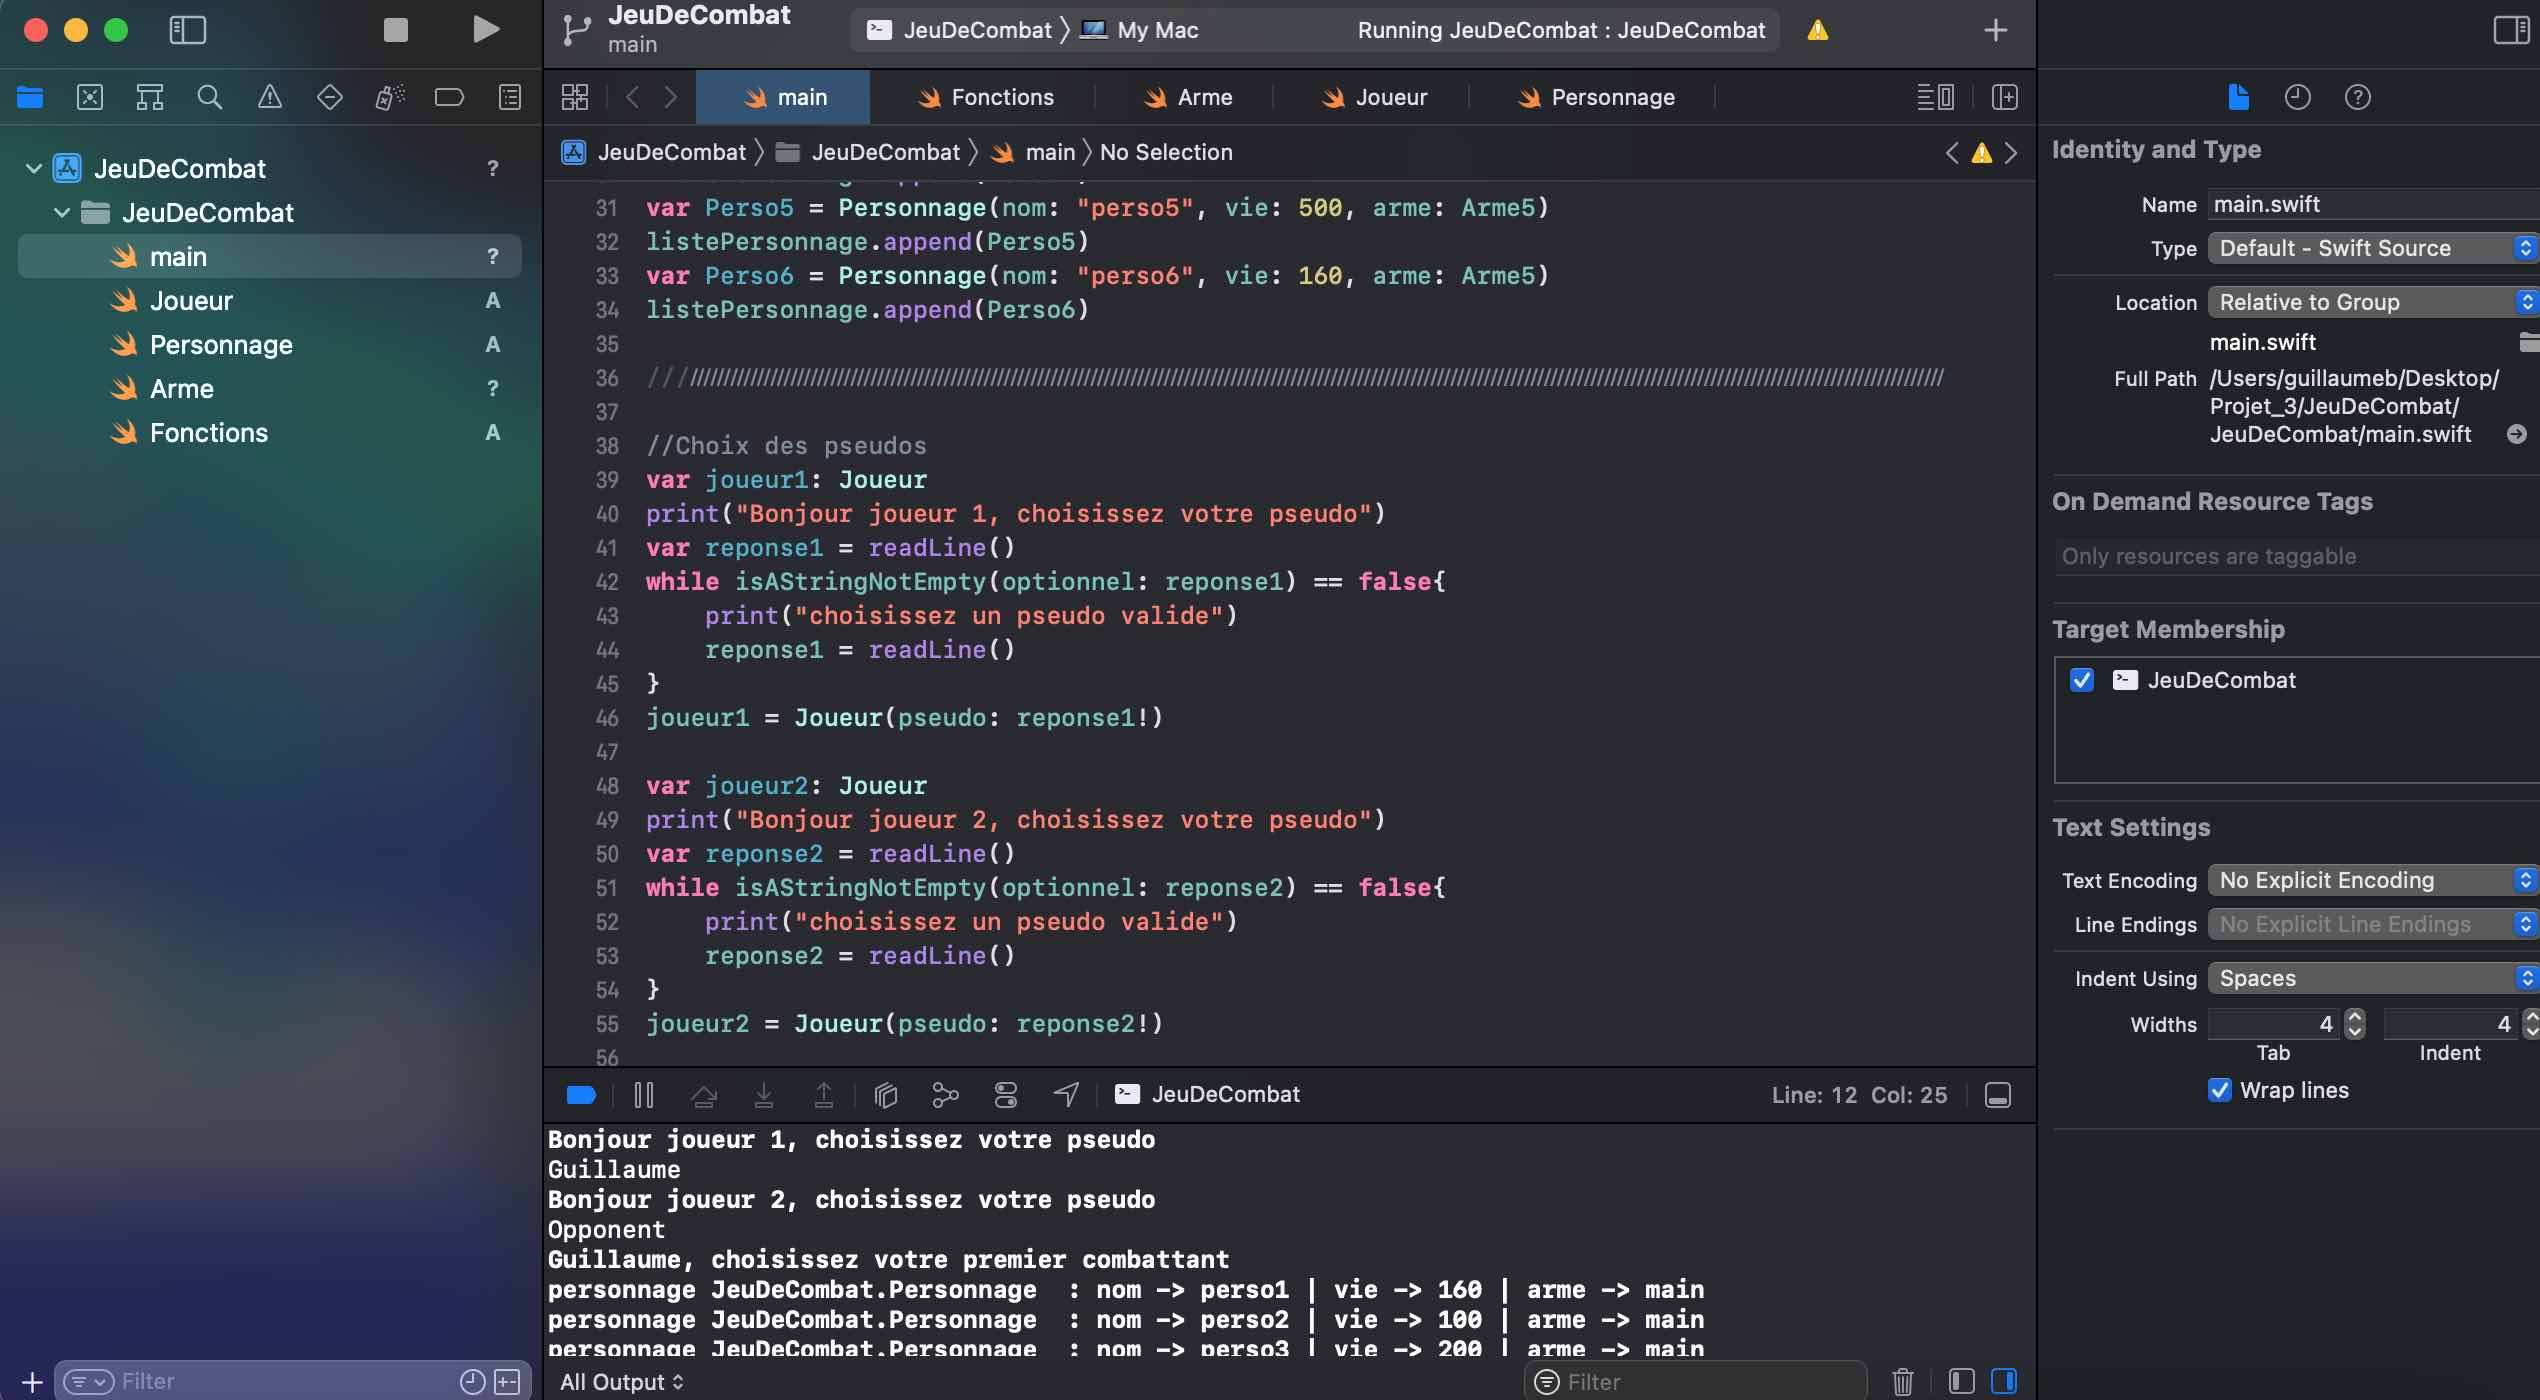 JeuDeCombat
main
JeuDeCombat
My Mac
Running JeuDeCombat : JeuDeCombat
main
Fonctions
Arme
Joueur
Personnage
JeuDeCombat
?
JeuDeCombat
main
?
Joueur
A
Personnage
A
Arme
?
Fonctions
A
Filter
JeuDeCombat
JeuDeCombat
main
No Selection
31 var Perso5 = Personnage(nom: "perso5", vie: 500, arme: Arme5)
32 listePersonnage.append(Perso5)
33 var Perso6 = Personnage(nom: "perso6", vie: 160, arme: Arme5)
34 listePersonnage.append(Perso6)
35
36
37
38 //Choix des pseudos
39 var joueur1: Joueur
40 print("Bonjour joueur 1, choisissez votre pseudo")
41 var reponse1 = readLine()
42 while isAStringNotEmpty(optionnel: reponse1) == false{
43     print("choisissez un pseudo valide")
44     reponse1 = readLine()
45 }
46 joueur1 = Joueur(pseudo: reponse1!)
47
48 var joueur2: Joueur
49 print("Bonjour joueur 2, choisissez votre pseudo")
50 var reponse2 = readLine()
51 while isAStringNotEmpty(optionnel: reponse2) == false{
52     print("choisissez un pseudo valide")
53     reponse2 = readLine()
54 }
55 joueur2 = Joueur(pseudo: reponse2!)
56
JeuDeCombat
Line: 12 Col: 25
Bonjour joueur 1, choisissez votre pseudo
Guillaume
Bonjour joueur 2, choisissez votre pseudo
Opponent
Guillaume, choisissez votre premier combattant
personnage JeuDeCombat.Personnage  : nom -> perso1 | vie -> 160 | arme -> main
personnage JeuDeCombat.Personnage  : nom -> perso2 | vie -> 100 | arme -> main
personnage JeuDeCombat.Personnage  : nom -> perso3 | vie -> 200 | arme -> main
All Output
Filter
Identity and Type
Name main.swift
Type Default - Swift Source
Location Relative to Group
main.swift
Full Path /Users/guillaumeb/Desktop/
Projet_3/JeuDeCombat/
JeuDeCombat/main.swift
On Demand Resource Tags
Only resources are taggable
Target Membership
JeuDeCombat
Text Settings
Text Encoding No Explicit Encoding
Line Endings No Explicit Line Endings
Indent Using Spaces
Widths 4 4
Tab Indent
Wrap lines